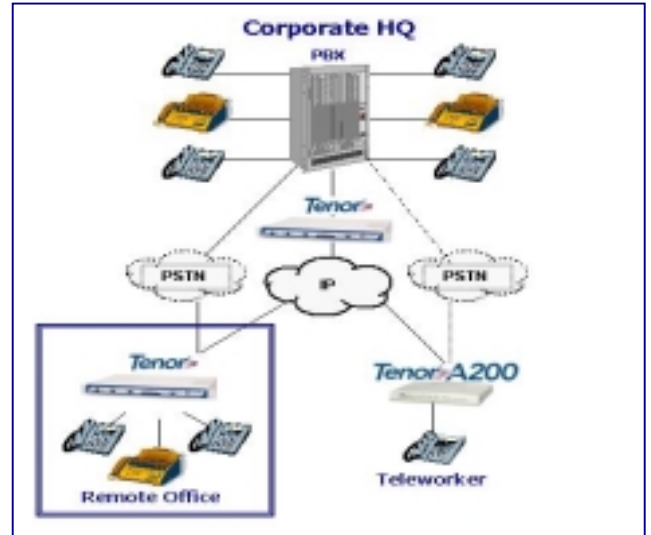 Corporate HQ
PBX
Tenor
PSTN
IP
PSTN
Tenor
Tenor A200
Remote Office
Teleworker